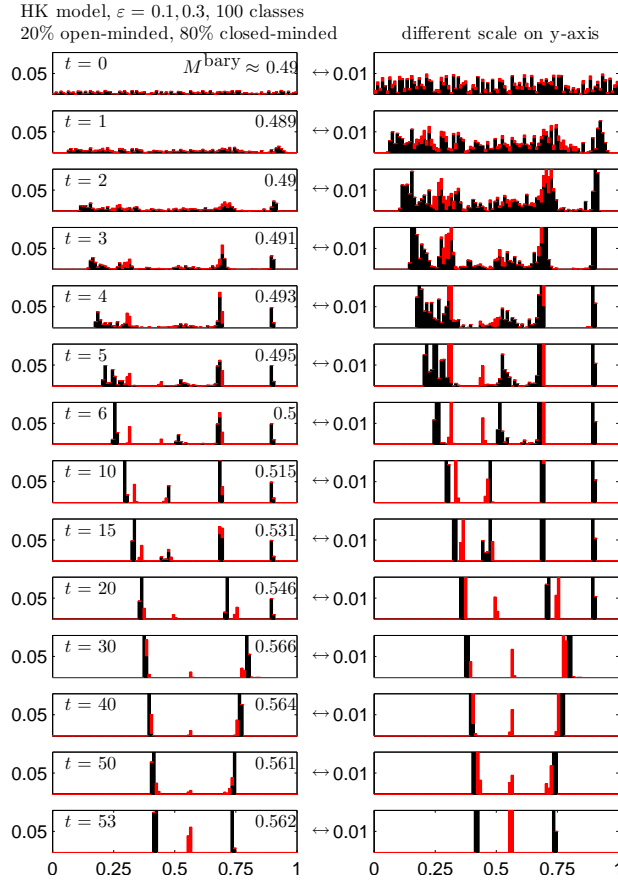 HK model, ε = 0.1, 0.3, 100 classes
20% open-minded, 80% closed-minded different scale on y-axis
0.05 t = 0 M^bary ≈ 0.49 ↔ 0.01
0.05 t = 1 0.489 ↔ 0.01
0.05 t = 2 0.49 ↔ 0.01
0.05 t = 3 0.491 ↔ 0.01
0.05 t = 4 0.493 ↔ 0.01
0.05 t = 5 0.495 ↔ 0.01
0.05 t = 6 0.5 ↔ 0.01
0.05 t = 10 0.515 ↔ 0.01
0.05 t = 15 0.531 ↔ 0.01
0.05 t = 20 0.546 ↔ 0.01
0.05 t = 30 0.566 ↔ 0.01
0.05 t = 40 0.564 ↔ 0.01
0.05 t = 50 0.561 ↔ 0.01
0.05 t = 53 0.562 ↔ 0.01
0 0.25 0.5 0.75 1 0 0.25 0.5 0.75 1